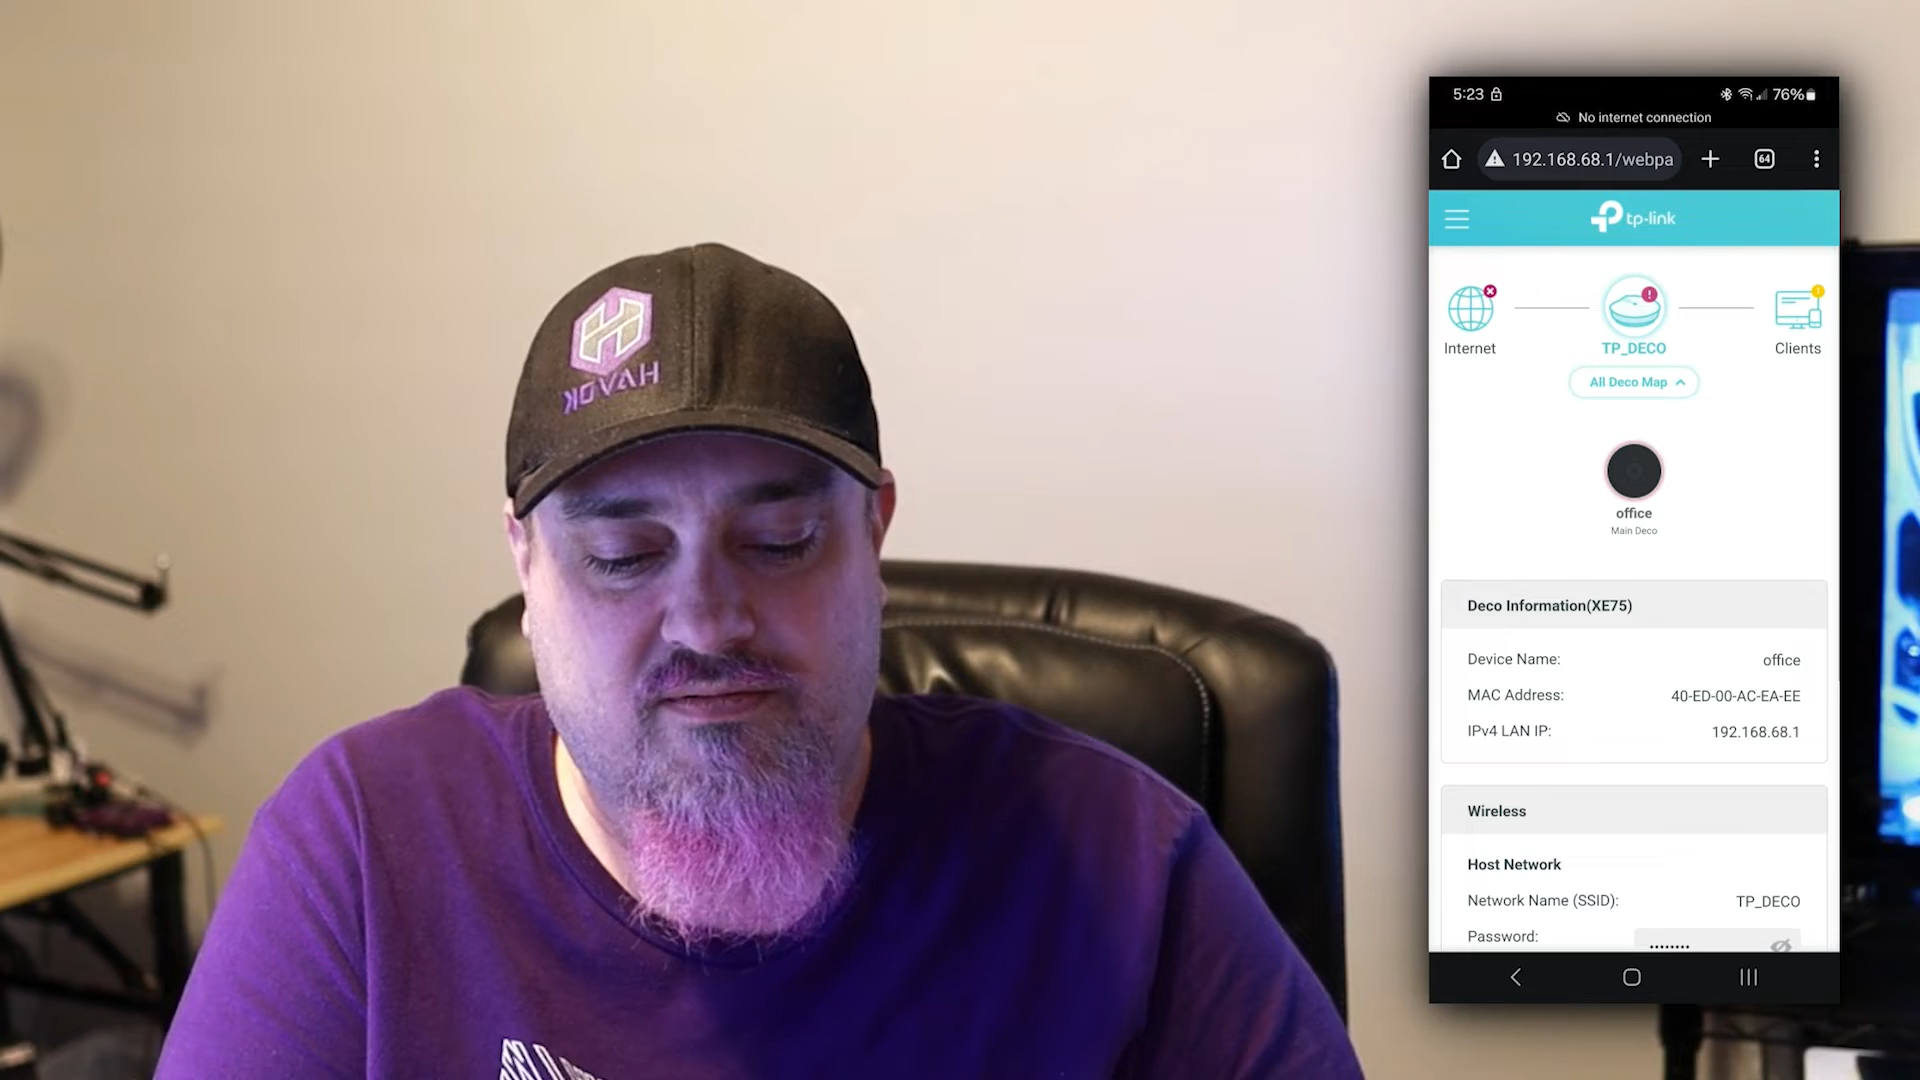 H
NOVAH
5:23
76%
No internet connection
192.168.68.1/webpa
64
tp-link
Internet
TP_DECO
Clients
All Deco Map
office
Main Deco
Deco Information(XE75)
Device Name: office
MAC Address: 40-ED-00-AC-EA-EE
IPv4 LAN IP: 192.168.68.1
Wireless
Host Network
Network Name (SSID): TP_DECO
Password: ••••••••